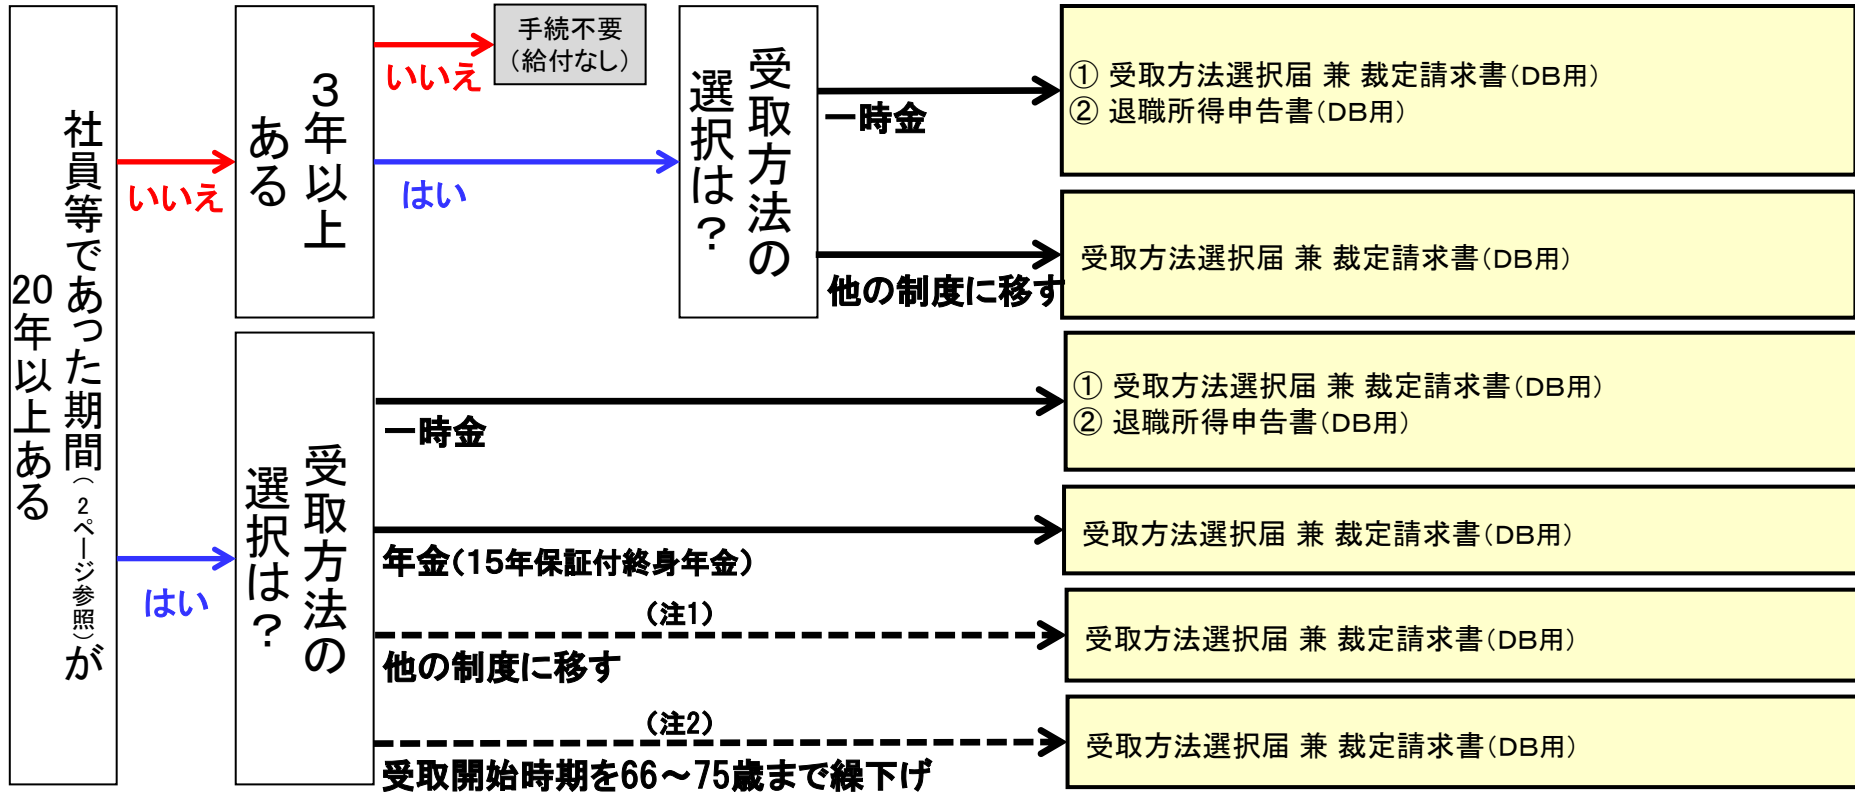 社員等であった期間（2ページ参照）が
20年以上ある
いいえ
はい
３年以上
ある
いいえ
手続不要
（給付なし）
はい
受取方法の
選択は？
一時金
① 受取方法選択届 兼 裁定請求書（ＤＢ用）
② 退職所得申告書（ＤＢ用）
他の制度に移す
受取方法選択届 兼 裁定請求書（ＤＢ用）
受取方法の
選択は？
一時金
① 受取方法選択届 兼 裁定請求書（ＤＢ用）
② 退職所得申告書（ＤＢ用）
年金（15年保証付終身年金）
受取方法選択届 兼 裁定請求書（ＤＢ用）
（注1）
他の制度に移す
受取方法選択届 兼 裁定請求書（ＤＢ用）
（注2）
受取開始時期を66～75歳まで繰下げ
受取方法選択届 兼 裁定請求書（ＤＢ用）